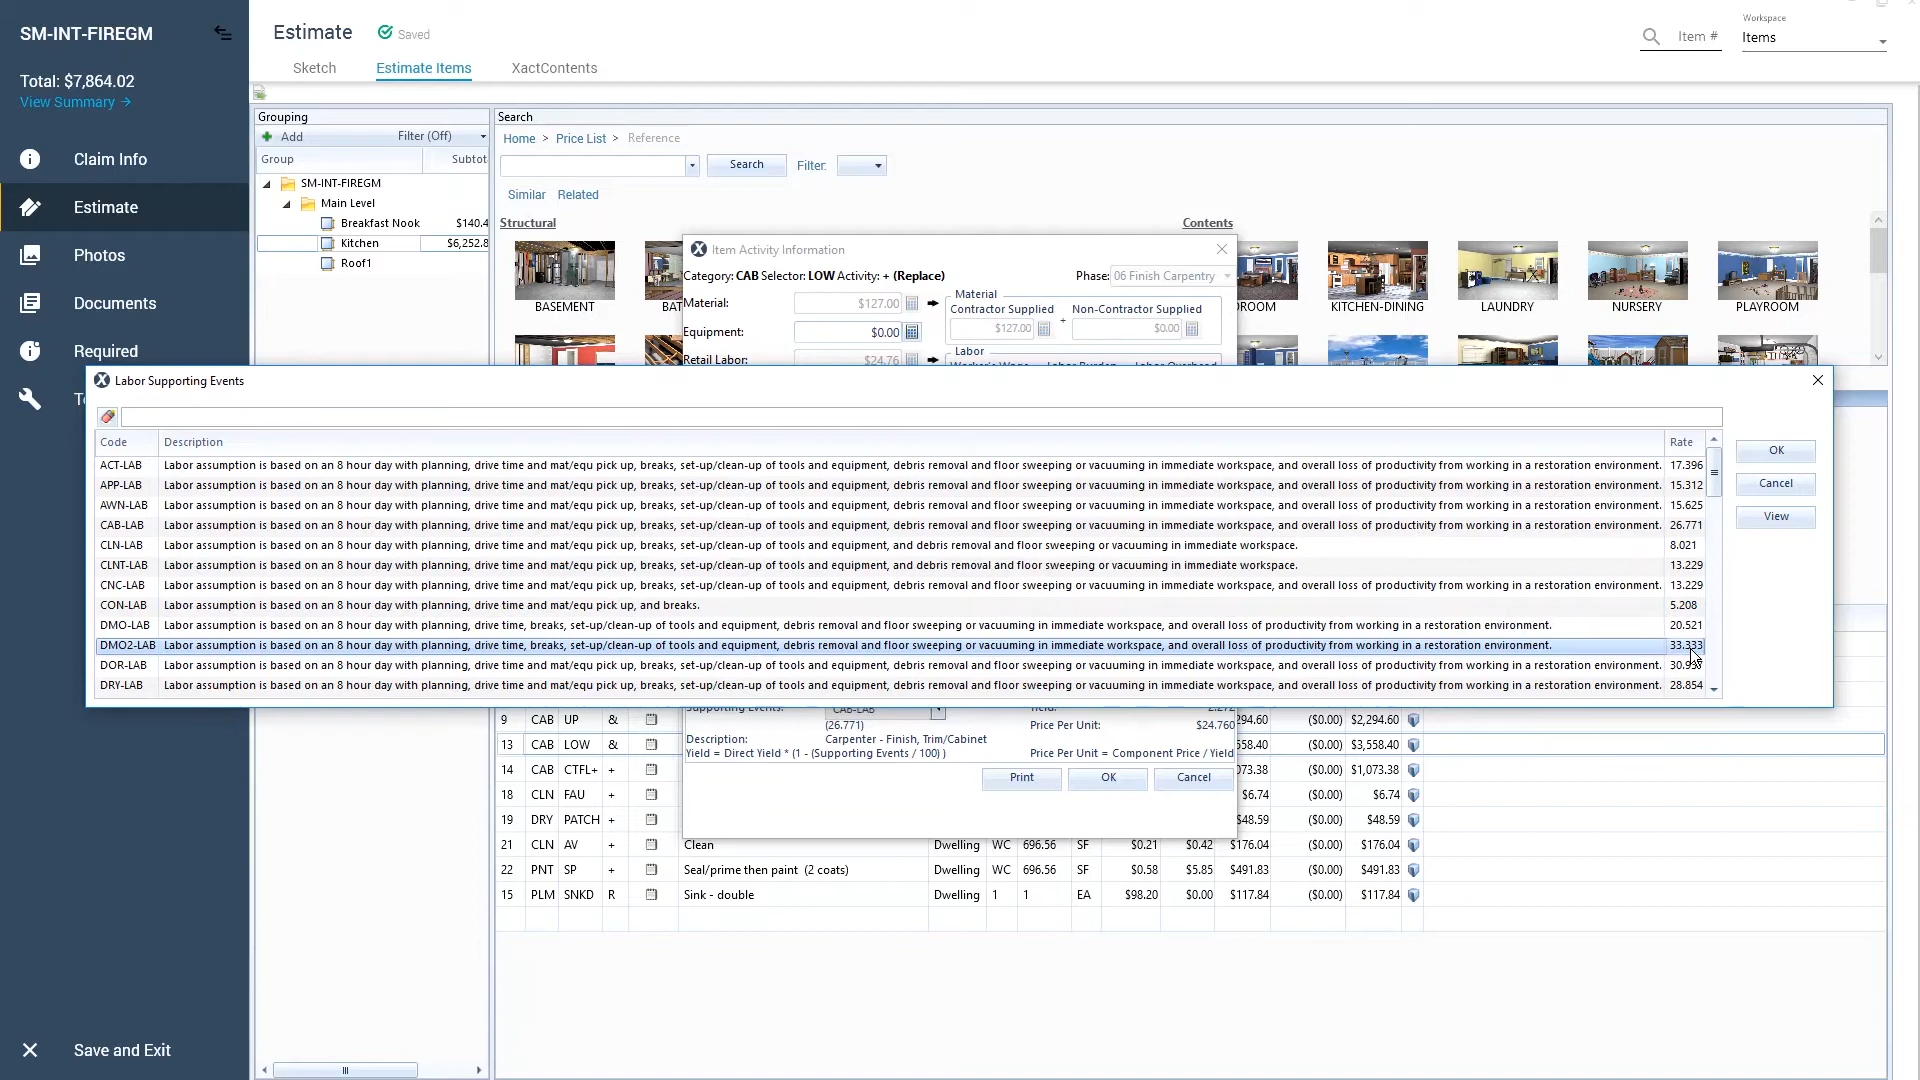 SM-INT-FIREGM
Total: $7,864.02
View Summary →
Claim Info
Estimate
Photos
Documents
Required
Save and Exit
Estimate
Saved
Item #
Workspace
Items
Sketch
Estimate Items
XactContents
Grouping
Add
Filter (Off)
Group
Subtot
SM-INT-FIREGM
Main Level
Breakfast Nook $140.4
Kitchen $6,252.8
Roof1
Search
Home > Price List > Reference
Search
Filter:
Similar Related
Structural
Contents
BASEMENT
BAT
ROOM
KITCHEN-DINING
LAUNDRY
NURSERY
PLAYROOM
Item Activity Information
Category: CAB Selector: LOW Activity: + (Replace)
Phase: 06 Finish Carpentry
Material: $127.00
Equipment: $0.00
Retail Labor: $24.76
Material
Contractor Supplied
Non-Contractor Supplied
$127.00 + $0.00
Labor
Worker's Wage Labor Burden Labor Overhead
Labor Supporting Events
Code Description Rate
ACT-LAB Labor assumption is based on an 8 hour day with planning, drive time and mat/equ pick up, breaks, set-up/clean-up of tools and equipment, debris removal and floor sweeping or vacuuming in immediate workspace, and overall loss of productivity from working in a restoration environment. 17.396
APP-LAB Labor assumption is based on an 8 hour day with planning, drive time and mat/equ pick up, breaks, set-up/clean-up of tools and equipment, debris removal and floor sweeping or vacuuming in immediate workspace, and overall loss of productivity from working in a restoration environment. 15.312
AWN-LAB Labor assumption is based on an 8 hour day with planning, drive time and mat/equ pick up, breaks, set-up/clean-up of tools and equipment, debris removal and floor sweeping or vacuuming in immediate workspace, and overall loss of productivity from working in a restoration environment. 15.625
CAB-LAB Labor assumption is based on an 8 hour day with planning, drive time and mat/equ pick up, breaks, set-up/clean-up of tools and equipment, debris removal and floor sweeping or vacuuming in immediate workspace, and overall loss of productivity from working in a restoration environment. 26.771
CLN-LAB Labor assumption is based on an 8 hour day with planning, drive time and mat/equ pick up, breaks, set-up/clean-up of tools and equipment, and debris removal and floor sweeping or vacuuming in immediate workspace. 8.021
CLNT-LAB Labor assumption is based on an 8 hour day with planning, drive time and mat/equ pick up, breaks, set-up/clean-up of tools and equipment, and debris removal and floor sweeping or vacuuming in immediate workspace. 13.229
CNC-LAB Labor assumption is based on an 8 hour day with planning, drive time and mat/equ pick up, breaks, set-up/clean-up of tools and equipment, debris removal and floor sweeping or vacuuming in immediate workspace, and overall loss of productivity from working in a restoration environment. 13.229
CON-LAB Labor assumption is based on an 8 hour day with planning, drive time and mat/equ pick up, and breaks. 5.208
DMO-LAB Labor assumption is based on an 8 hour day with planning, drive time, breaks, set-up/clean-up of tools and equipment, debris removal and floor sweeping or vacuuming in immediate workspace, and overall loss of productivity from working in a restoration environment. 20.521
DMO2-LAB Labor assumption is based on an 8 hour day with planning, drive time, breaks, set-up/clean-up of tools and equipment, debris removal and floor sweeping or vacuuming in immediate workspace, and overall loss of productivity from working in a restoration environment. 33.333
DOR-LAB Labor assumption is based on an 8 hour day with planning, drive time and mat/equ pick up, breaks, set-up/clean-up of tools and equipment, debris removal and floor sweeping or vacuuming in immediate workspace, and overall loss of productivity from working in a restoration environment.
DRY-LAB Labor assumption is based on an 8 hour day with planning, drive time and mat/equ pick up, breaks, set-up/clean-up of tools and equipment, debris removal and floor sweeping or vacuuming in immediate workspace, and overall loss of productivity from working in a restoration environment. 28.854
OK
Cancel
View
Supporting Events: CAB-LAB Yield: 2.272
(26.771) Price Per Unit: $24.760
Description: Carpenter - Finish, Trim/Cabinet
Yield = Direct Yield * (1 - (Supporting Events / 100) ) Price Per Unit = Component Price / Yield
Print OK Cancel
9 CAB UP & 294.60 ($0.00) $2,294.60
13 CAB LOW & 558.40 ($0.00) $3,558.40
14 CAB CTFL+ + 073.38 ($0.00) $1,073.38
18 CLN FAU + $6.74 ($0.00) $6.74
19 DRY PATCH + $48.59 ($0.00) $48.59
21 CLN AV + Clean Dwelling WC 696.56 SF $0.21 $0.42 $176.04 ($0.00) $176.04
22 PNT SP + Seal/prime then paint (2 coats) Dwelling WC 696.56 SF $0.58 $5.85 $491.83 ($0.00) $491.83
15 PLM SNKD R Sink - double Dwelling 1 1 EA $98.20 $0.00 $117.84 ($0.00) $117.84